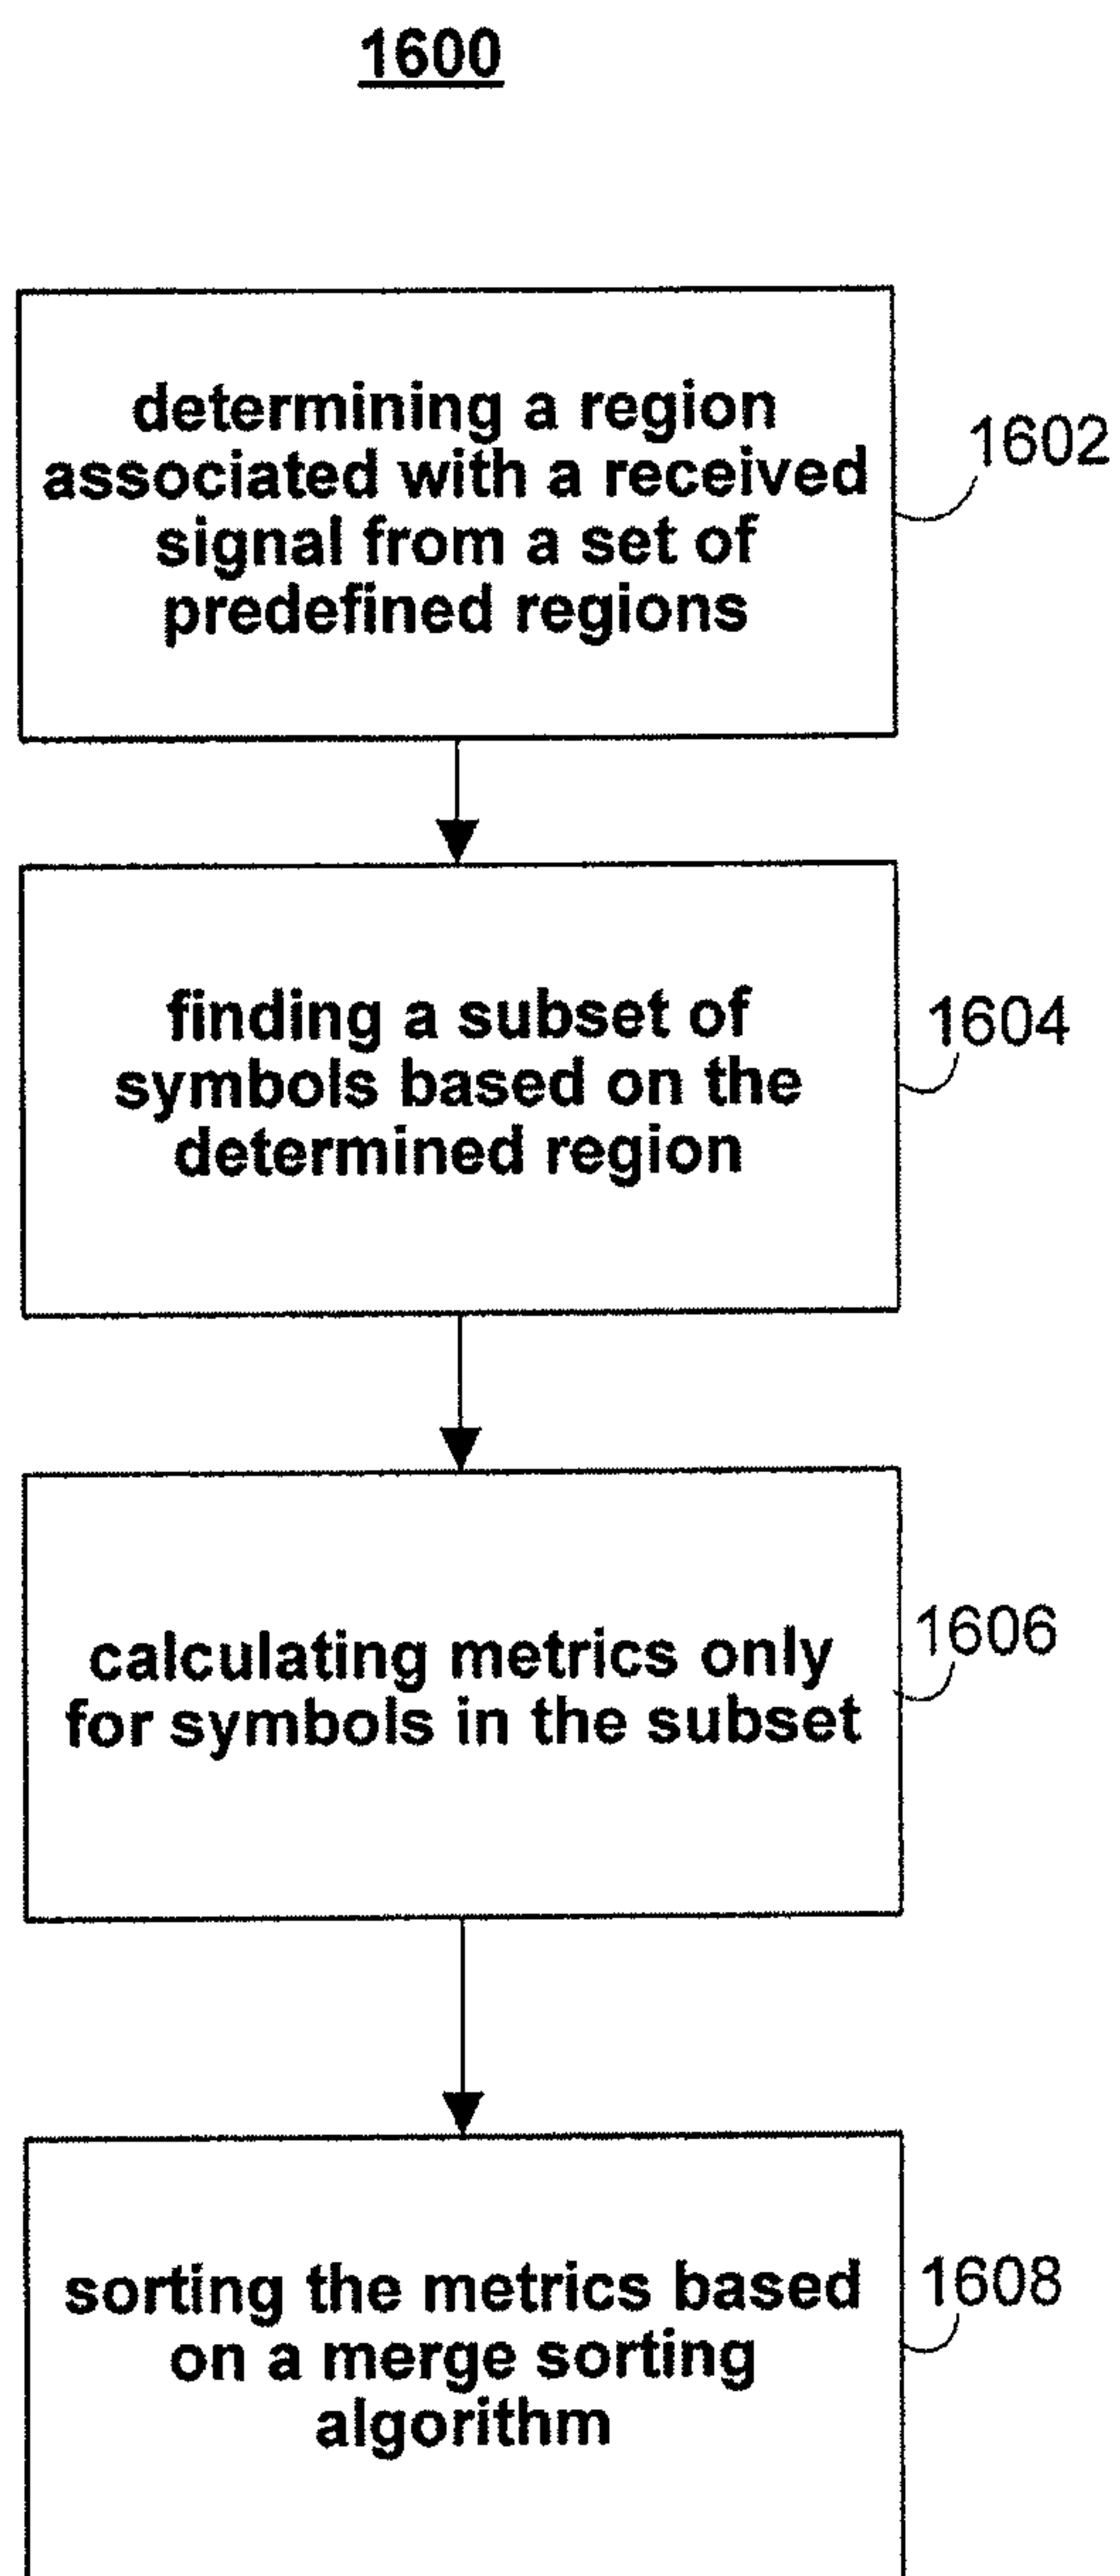 1600
determining a region
associated with a received
signal from a set of
predefined regions
1602
finding a subset of
symbols based on the
determined region
1604
calculating metrics only
for symbols in the subset
1606
sorting the metrics based
on a merge sorting
algorithm
1608